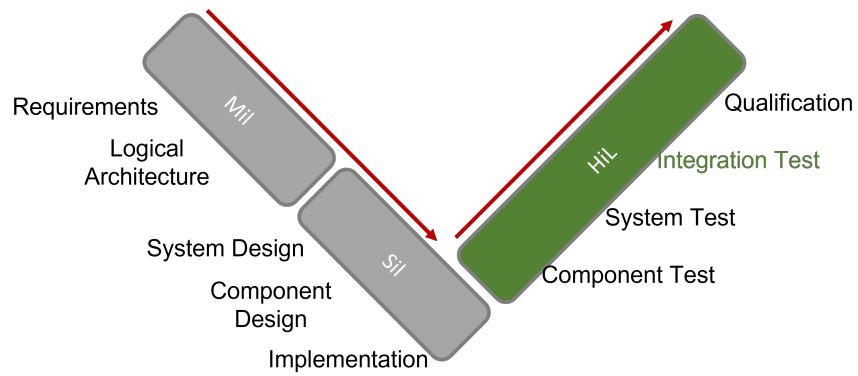 Requirements
Logical
Architecture
System Design
Component
Design
Implementation
Mil
Sil
HiL
Qualification
Integration Test
System Test
Component Test